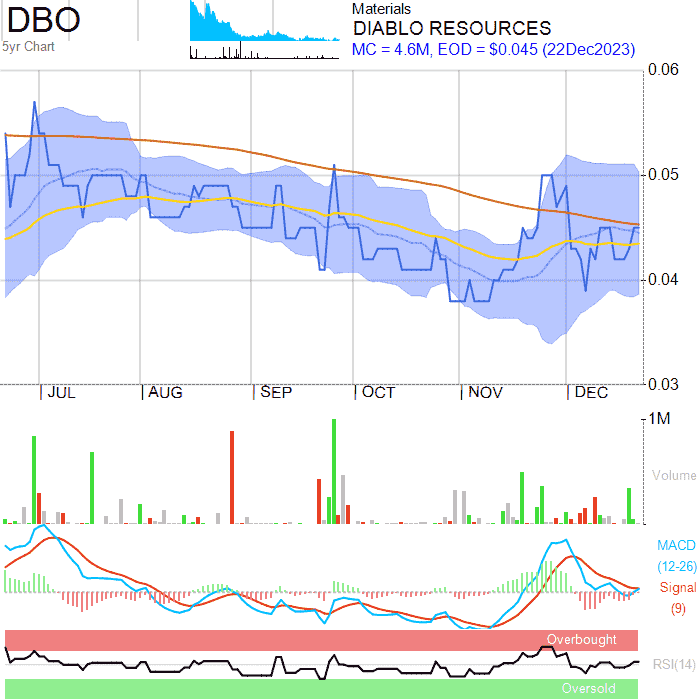 DBO
5yr Chart
Materials
DIABLO RESOURCES
MC = 4.6M, EOD = $0.045 (22Dec2023)
0.06
0.05
0.04
0.03
JUL AUG SEP OCT NOV DEC
1M
Volume
MACD
(12-26)
Signal
(9)
Overbought
RSI(14)
Oversold